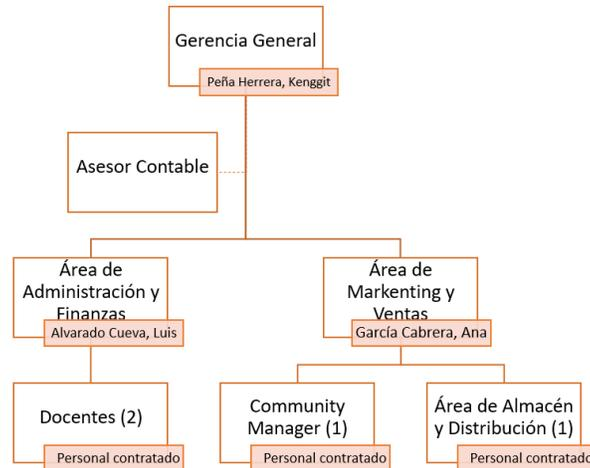 Gerencia General
Peña Herrera, Kenggit
Asesor Contable
Área de
Administración y
Finanzas
Alvarado Cueva, Luis
Área de
Markenting y
Ventas
García Cabrera, Ana
Docentes (2)
Personal contratado
Community
Manager (1)
Personal contratado
Área de Almacén
y Distribución (1)
Personal contratado